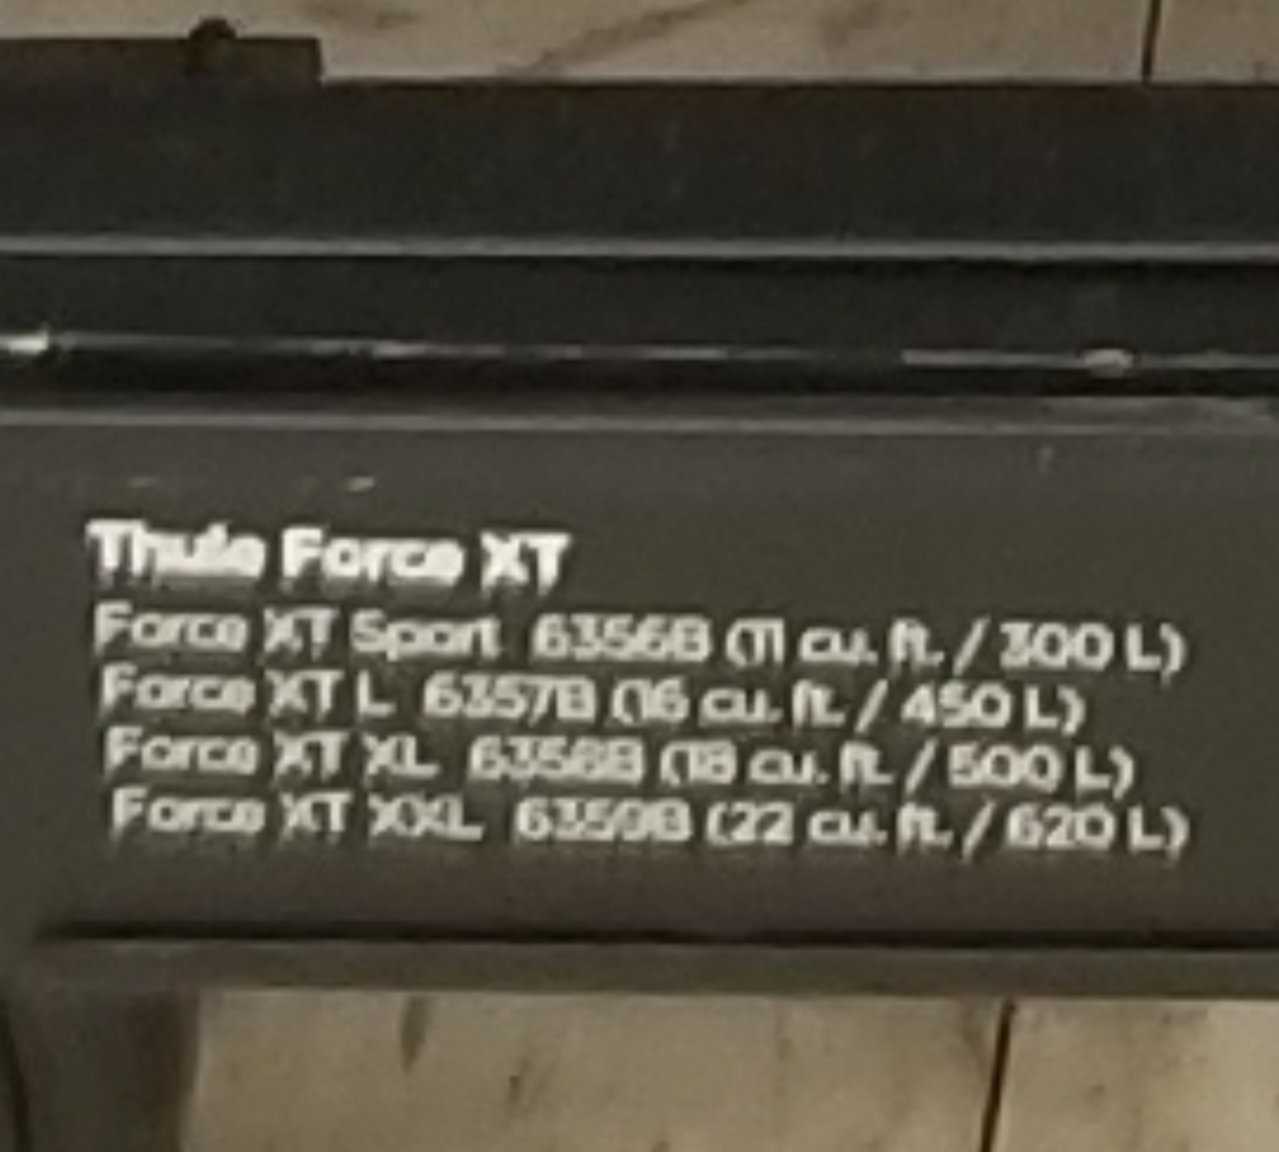 Thule Force XT
Force XT Sport 6356B (11 cu. ft. / 300 L)
Force XT L 6357B (16 cu. ft. / 450 L)
Force XT XL 6358B (18 cu. ft. / 500 L)
Force XT XXL 6359B (22 cu. ft. / 620 L)